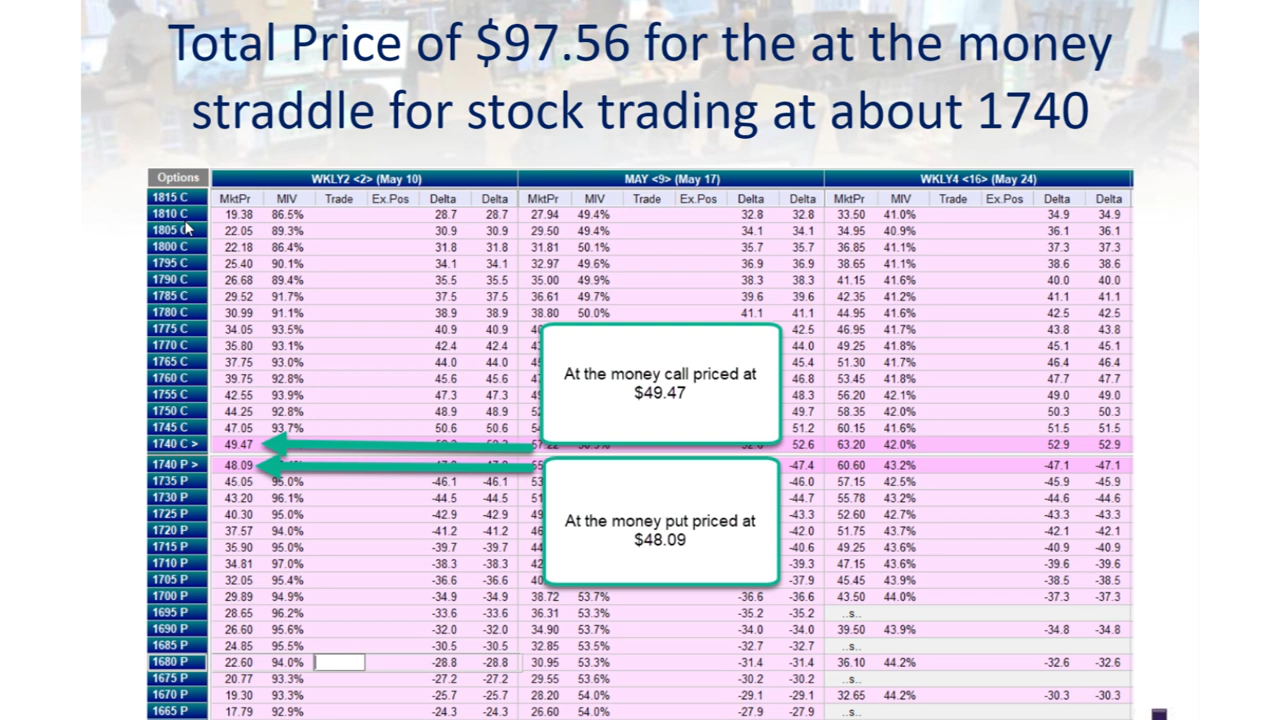 Total Price of $97.56 for the at the money
straddle for stock trading at about 1740
Options WKLY2 <2> (May 10) MAY <9> (May 17) WKLY4 <16> (May 24)
1815 C MktPr MIV Trade Ex.Pos Delta Delta MktPr MIV Trade Ex.Pos Delta Delta MktPr MIV Trade Ex.Pos Delta Delta
1810 C 19.38 86.5% 28.7 28.7 27.94 49.4% 32.8 32.8 33.50 41.0% 34.9 34.9
1805 C 22.05 89.3% 30.9 30.9 29.50 49.4% 34.1 34.1 34.95 40.9% 36.1 36.1
1800 C 22.18 86.4% 31.8 31.8 31.81 50.1% 35.7 35.7 36.85 41.1% 37.3 37.3
1795 C 25.40 90.1% 34.1 34.1 32.97 49.6% 36.9 36.9 38.65 41.1% 38.6 38.6
1790 C 26.68 89.4% 35.5 35.5 35.00 49.9% 38.3 38.3 41.15 41.6% 40.0 40.0
1785 C 29.52 91.7% 37.5 37.5 36.61 49.7% 39.6 39.6 42.35 41.2% 41.1 41.1
1780 C 30.99 91.1% 38.9 38.9 38.80 50.0% 41.1 41.1 44.95 41.6% 42.5 42.5
1775 C 34.05 93.5% 40.9 40.9 42.5 46.95 41.7% 43.8 43.8
1770 C 35.80 93.1% 42.4 42.4 44.0 49.25 41.8% 45.1 45.1
1765 C 37.75 93.0% 44.0 44.0 45.4 51.30 41.7% 46.4 46.4
1760 C 39.75 92.8% 45.6 45.6 46.8 53.45 41.8% 47.7 47.7
1755 C 42.55 93.9% 47.3 47.3 48.3 56.20 42.1% 49.0 49.0
1750 C 44.25 92.8% 48.9 48.9 49.7 58.35 42.0% 50.3 50.3
1745 C 47.05 93.7% 50.6 50.6 51.2 60.15 41.6% 51.5 51.5
1740 C > 49.47 52.6 63.20 42.0% 52.9 52.9
At the money call priced at
$49.47
1740 P > 48.09 -47.4 60.60 43.2% -47.1 -47.1
1735 P 45.05 95.0% -46.1 -46.1 -46.0 57.15 42.5% -45.9 -45.9
1730 P 43.20 96.1% -44.5 -44.5 -44.7 55.78 43.2% -44.6 -44.6
1725 P 40.30 95.0% -42.9 -42.9 -43.3 52.60 42.7% -43.3 -43.3
1720 P 37.57 94.0% -41.2 -41.2 -42.0 51.75 43.7% -42.1 -42.1
1715 P 35.90 95.0% -39.7 -39.7 -40.6 49.25 43.6% -40.9 -40.9
1710 P 34.81 97.0% -38.3 -38.3 -39.3 47.15 43.6% -39.6 -39.6
1705 P 32.05 95.4% -36.6 -36.6 -37.9 45.45 43.9% -38.5 -38.5
At the money put priced at
$48.09
1700 P 29.89 94.9% -34.9 -34.9 38.72 53.7% -36.6 -36.6 43.50 44.0% -37.3 -37.3
1695 P 28.65 96.2% -33.6 -33.6 36.31 53.3% -35.2 -35.2 ..s..
1690 P 26.60 95.6% -32.0 -32.0 34.90 53.7% -34.0 -34.0 39.50 43.9% -34.8 -34.8
1685 P 24.85 95.5% -30.5 -30.5 32.85 53.5% -32.7 -32.7 ..s..
1680 P 22.60 94.0% -28.8 -28.8 30.95 53.3% -31.4 -31.4 36.10 44.2% -32.6 -32.6
1675 P 20.77 93.3% -27.2 -27.2 29.55 53.6% -30.2 -30.2 ..s..
1670 P 19.30 93.3% -25.7 -25.7 28.20 54.0% -29.1 -29.1 32.65 44.2% -30.3 -30.3
1665 P 17.79 92.9% -24.3 -24.3 26.60 54.0% -27.9 -27.9 ..s..